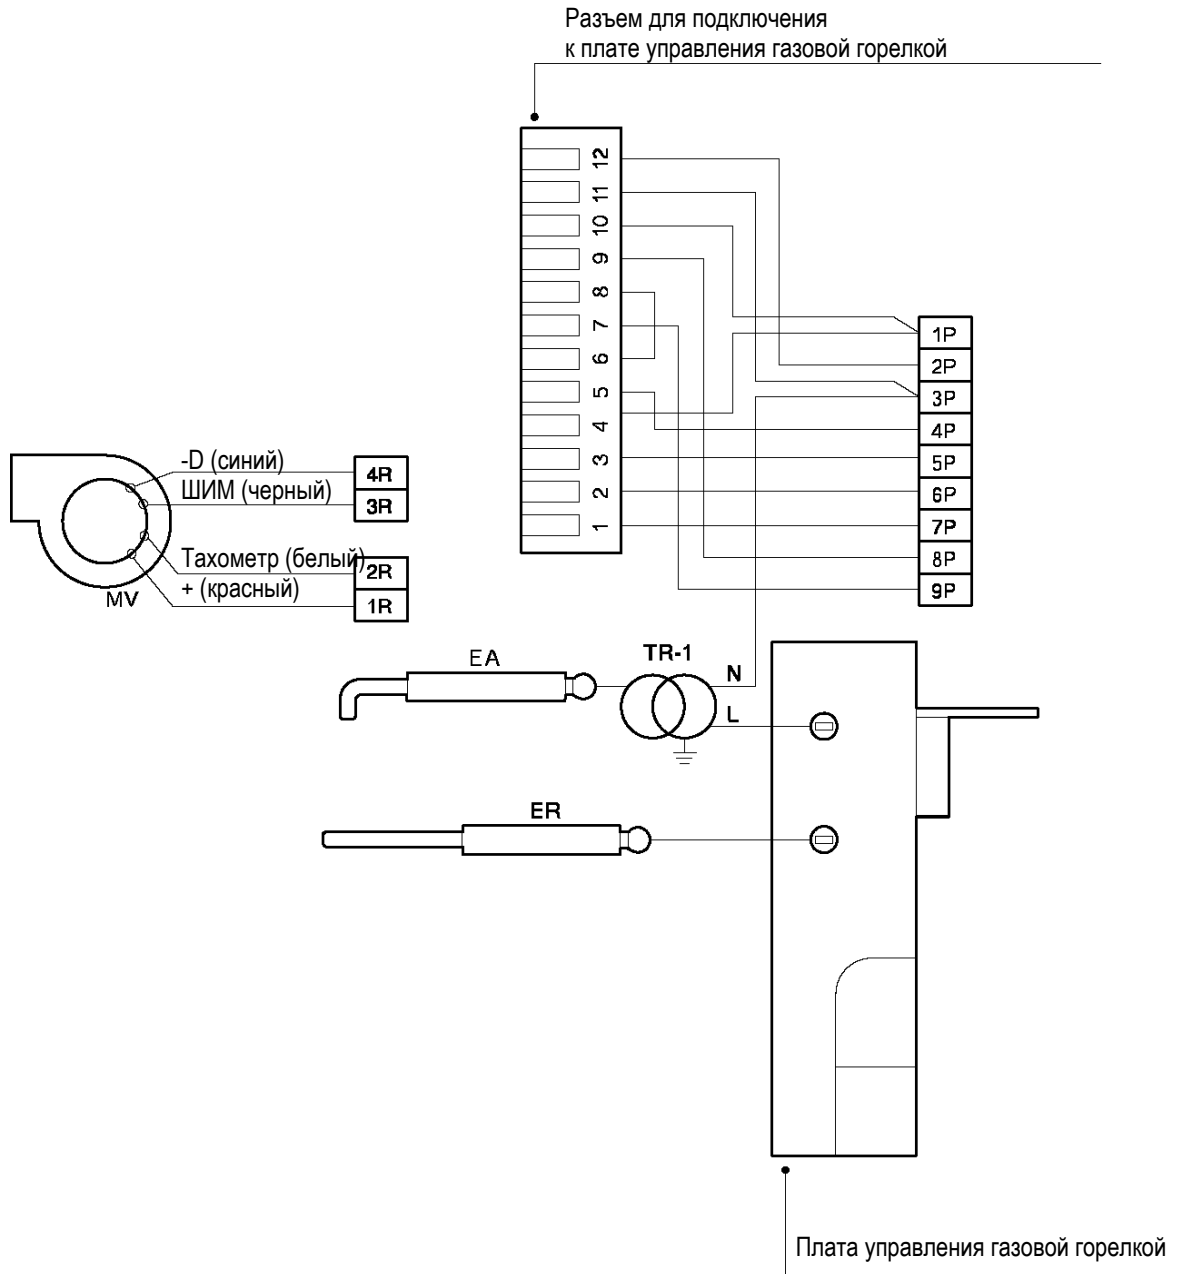 Разъем для подключения
к плате управления газовой горелкой
12
11
10
9
8
7
6
5
4
3
2
1
1P
2P
3P
4P
5P
6P
7P
8P
9P
-D (синий)
ШИМ (черный)
Тахометр (белый)
+ (красный)
4R
3R
2R
1R
MV
EA
TR-1
N
L
ER
Плата управления газовой горелкой